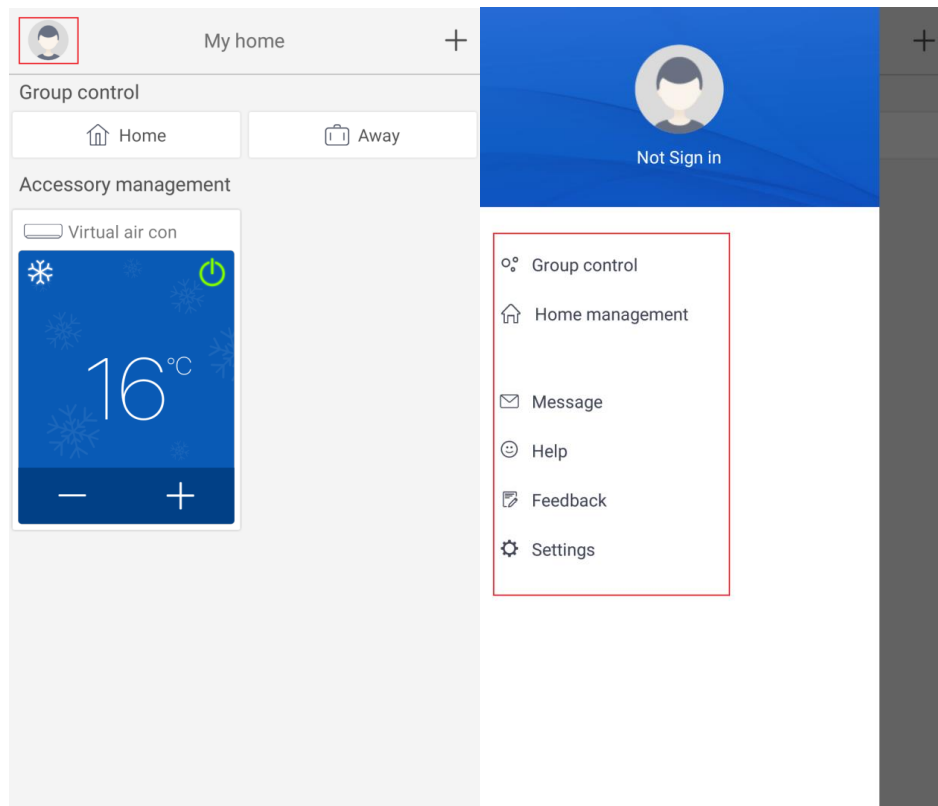 My home
Group control
Home
Away
Accessory management
Virtual air con
16°C
Not Sign in
Group control
Home management
Message
Help
Feedback
Settings